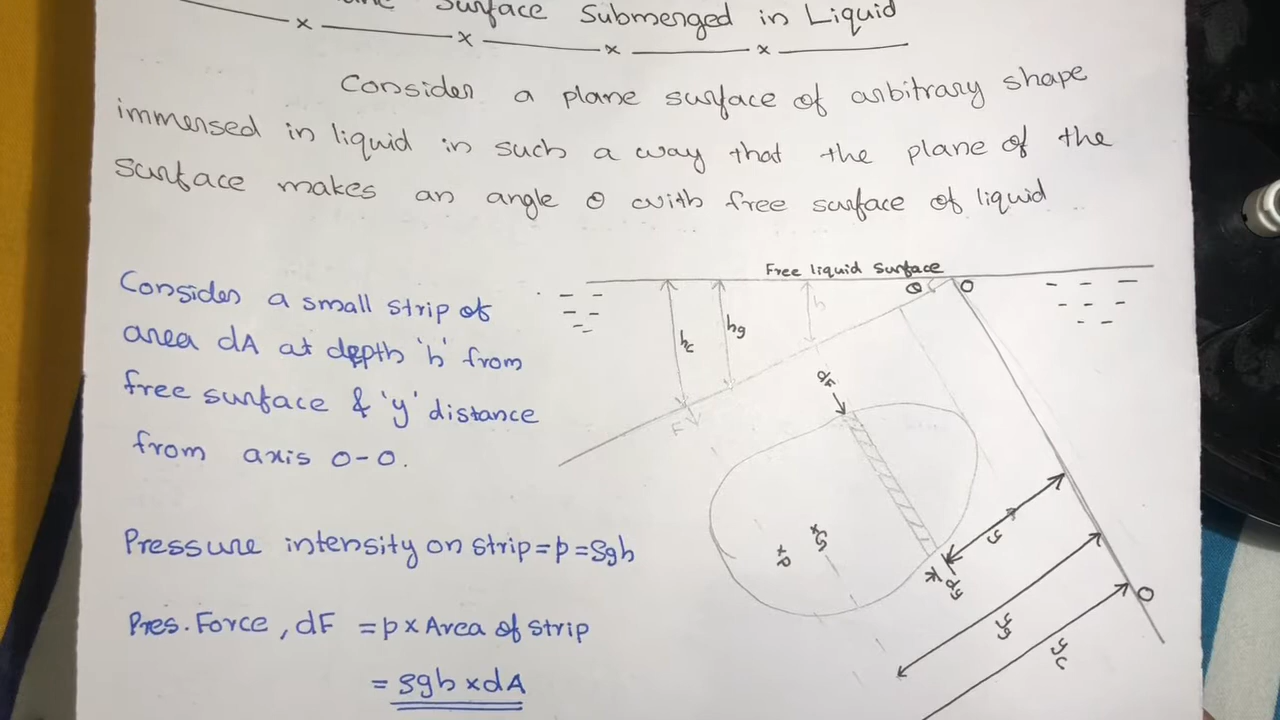 Surface Submerged in Liquid
Consider a plane surface of arbitrary shape
immersed in liquid in such a way that the plane of the
surface makes an angle θ with free surface of liquid
Free liquid Surface
θ O
Consider a small strip of
area dA at depth 'h' from
free surface & 'y' distance
from axis O-O.
hc
hg
h
dF
F
G
P
y
dy
O
yg
yc
Pressure intensity on strip = p = ρgh
Pres. Force, dF = p x Area of strip
= ρgh x dA